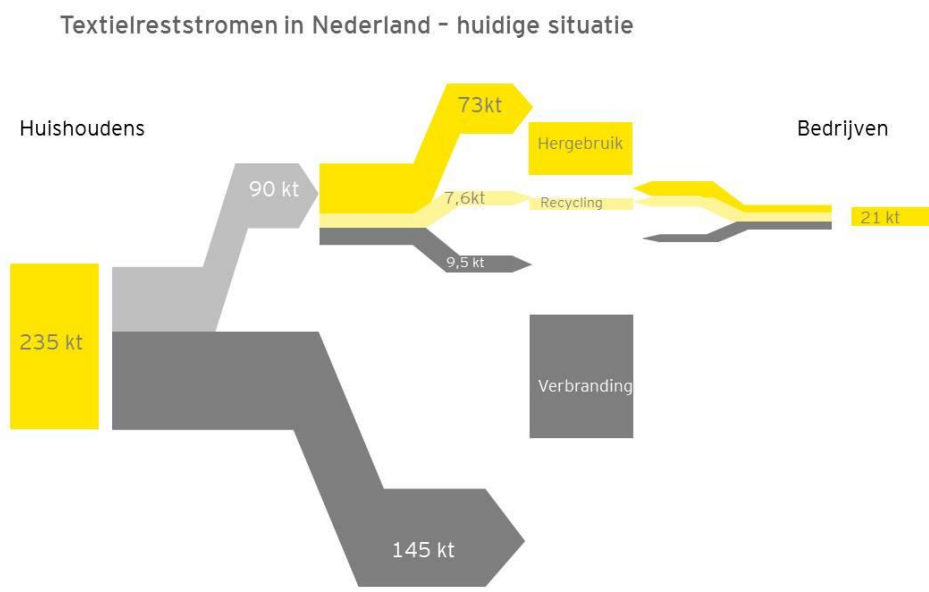 Textielreststromen in Nederland – huidige situatie
Huishoudens
Bedrijven
73kt
Hergebruik
90 kt
7,6kt
Recycling
21 kt
9,5 kt
235 kt
Verbranding
145 kt